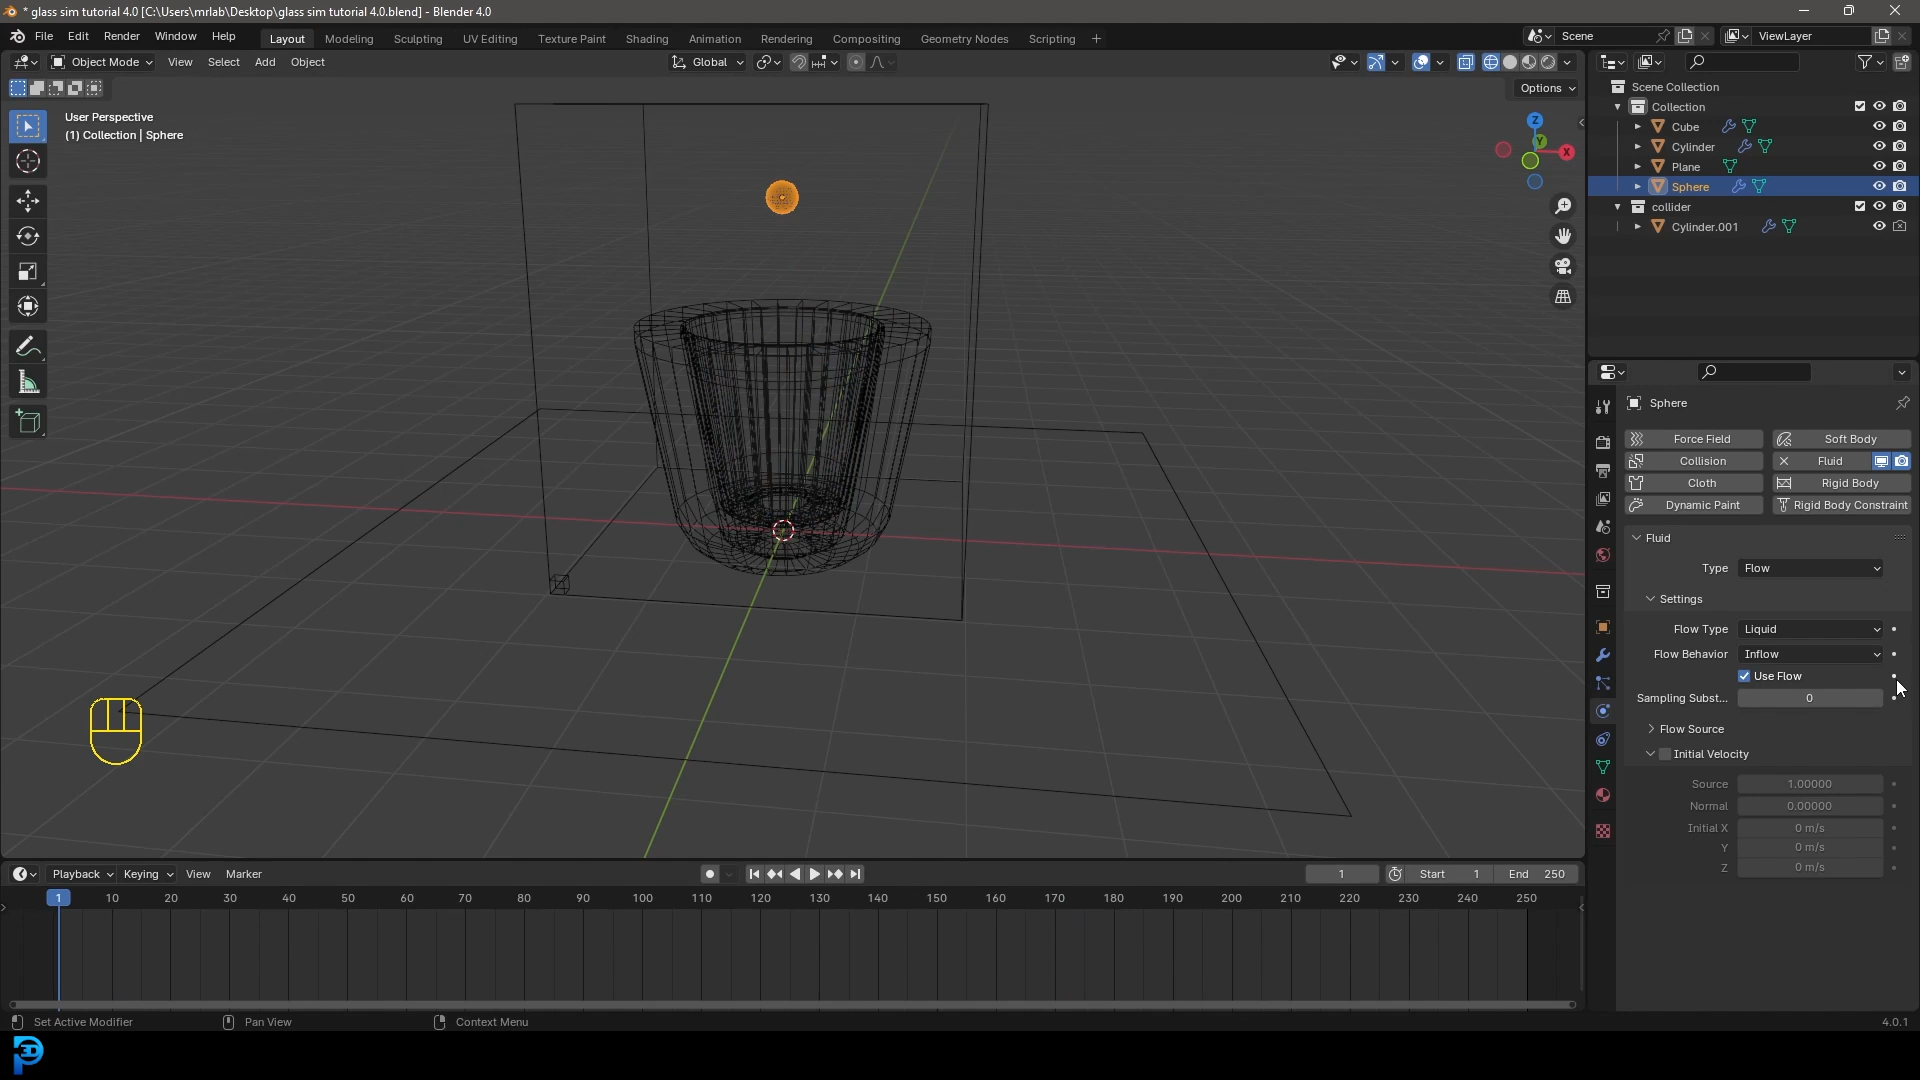 * glass sim tutorial 4.0 [C:\Users\mrlab\Desktop\glass sim tutorial 4.0.blend] - Blender 4.0
File Edit Render Window Help
Layout Modeling Sculpting UV Editing Texture Paint Shading Animation Rendering Compositing Geometry Nodes Scripting +
Scene
ViewLayer
Object Mode View Select Add Object
Global
Options
User Perspective
(1) Collection | Sphere
Z
Y
X
Scene Collection
Collection
Cube
Cylinder
Plane
Sphere
collider
Cylinder.001
Sphere
Force Field Soft Body
Collision Fluid
Cloth Rigid Body
Dynamic Paint Rigid Body Constraint
Fluid
Type Flow
Settings
Flow Type Liquid
Flow Behavior Inflow
Use Flow
Sampling Subst... 0
Flow Source
Initial Velocity
Source 1.00000
Normal 0.00000
Initial X 0 m/s
Y 0 m/s
Z 0 m/s
Playback Keying View Marker
1 Start 1 End 250
1 10 20 30 40 50 60 70 80 90 100 110 120 130 140 150 160 170 180 190 200 210 220 230 240 250
Set Active Modifier Pan View Context Menu
4.0.1
3D